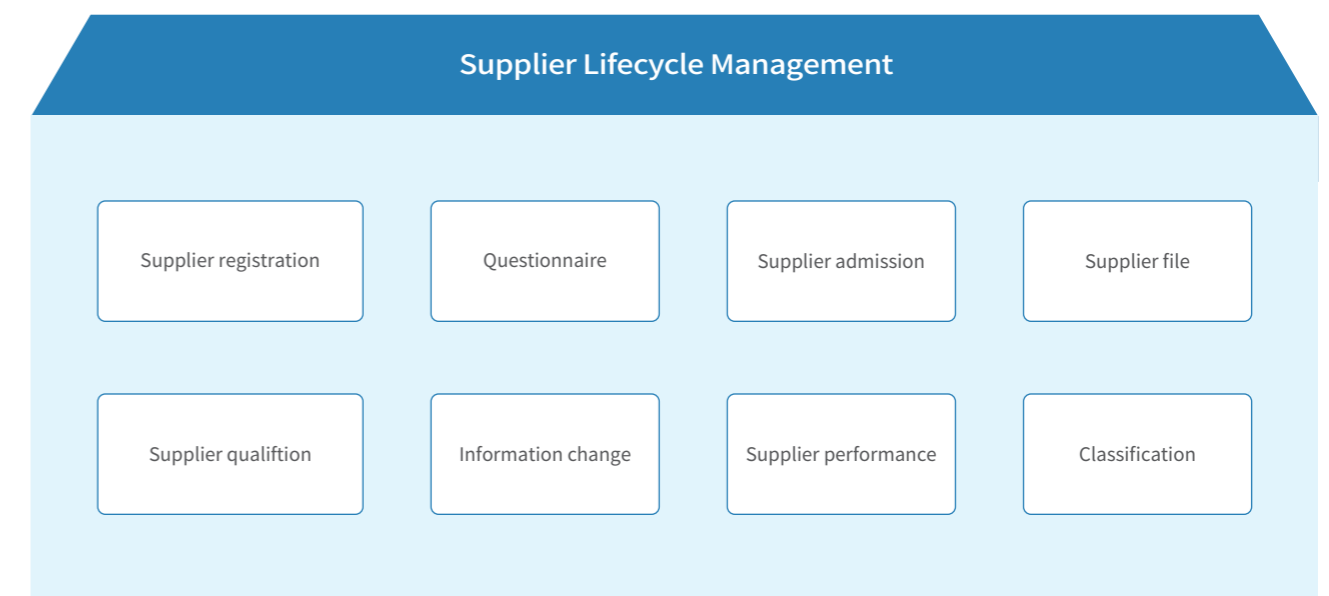 Supplier Lifecycle Management
Supplier registration
Questionnaire
Supplier admission
Supplier file
Supplier qualiftion
Information change
Supplier performance
Classification